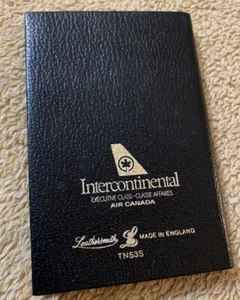 Intercontinental
EXECUTIVE CLASS - CLASSE AFFAIRES
AIR CANADA
Leathersmith MADE IN ENGLAND
TN53S